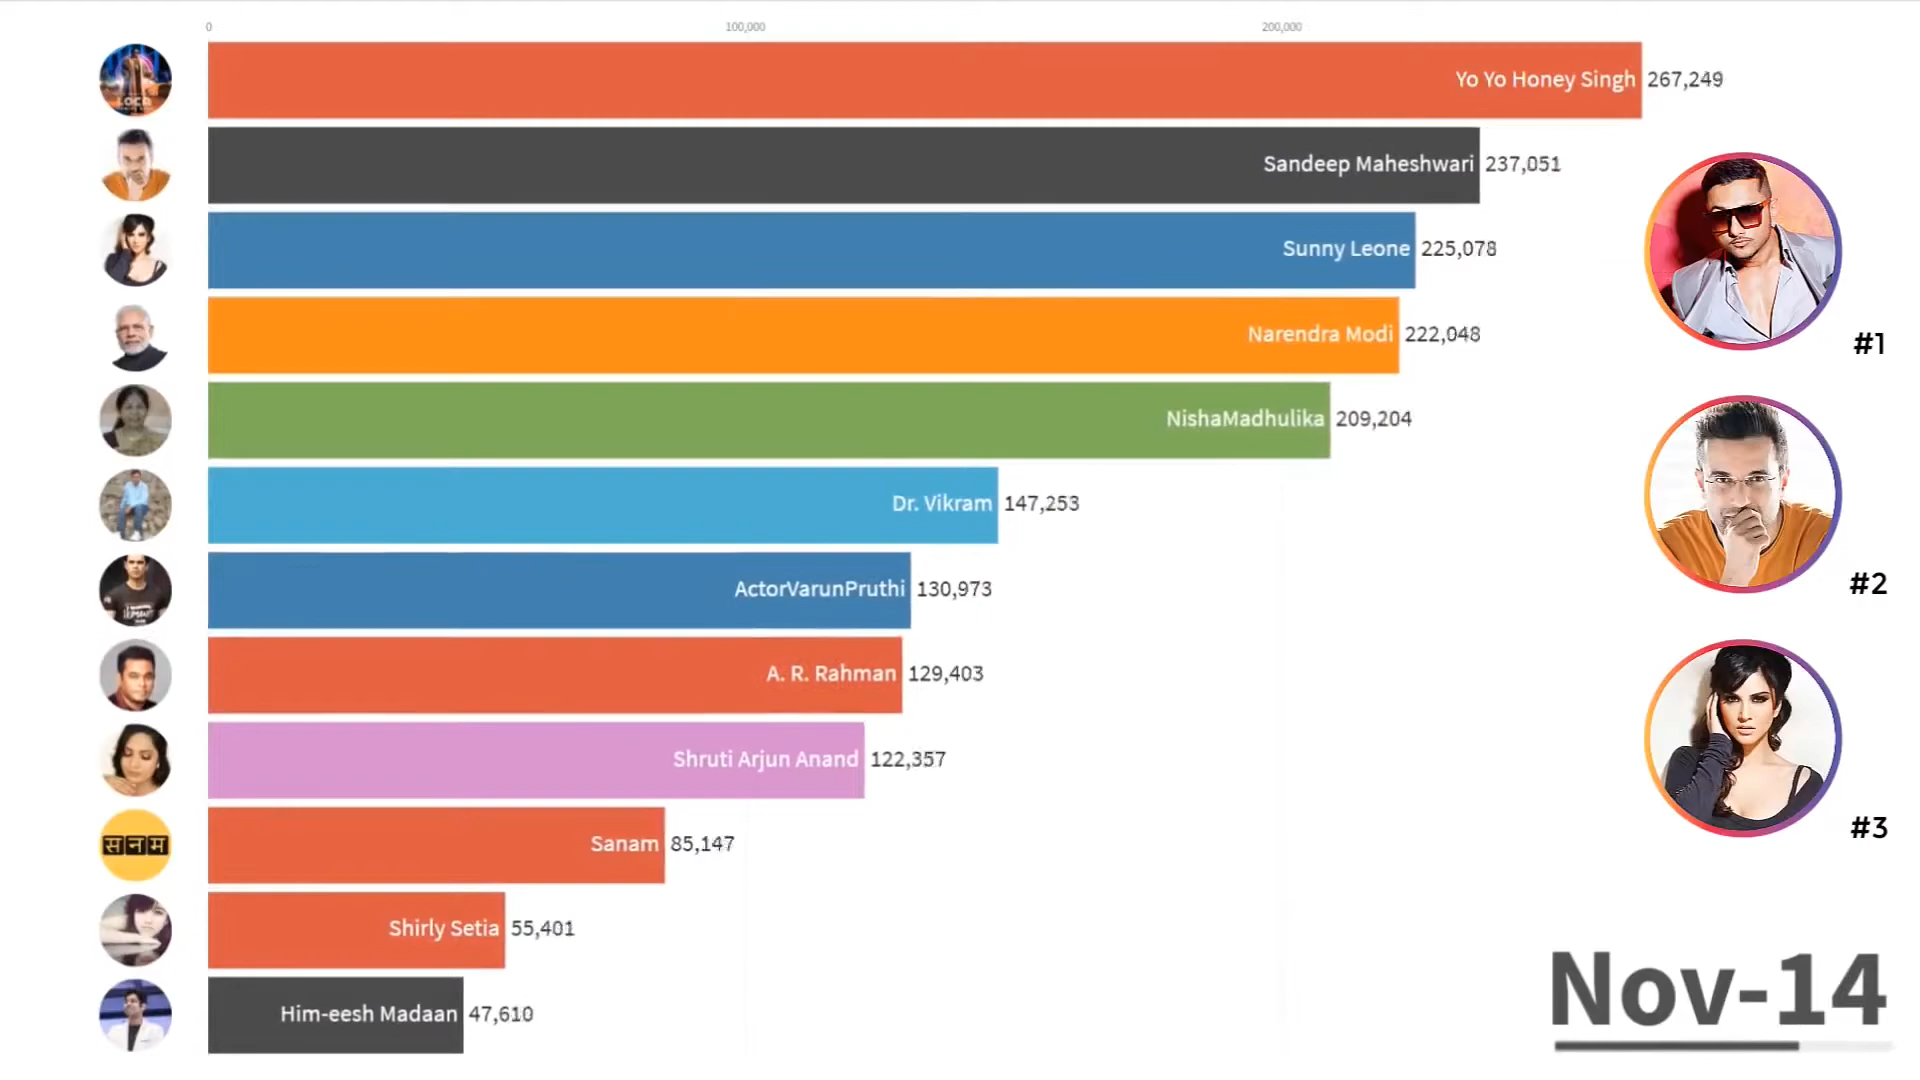 0 100,000 200,000
LOCA
Yo Yo Honey Singh 267,249
Sandeep Maheshwari 237,051
Sunny Leone 225,078
Narendra Modi 222,048
#1
NishaMadhulika 209,204
Dr. Vikram 147,253
ActorVarunPruthi 130,973
#2
A. R. Rahman 129,403
Shruti Arjun Anand 122,357
सनम
Sanam 85,147
#3
Shirly Setia 55,401
Him-eesh Madaan 47,610
Nov-14